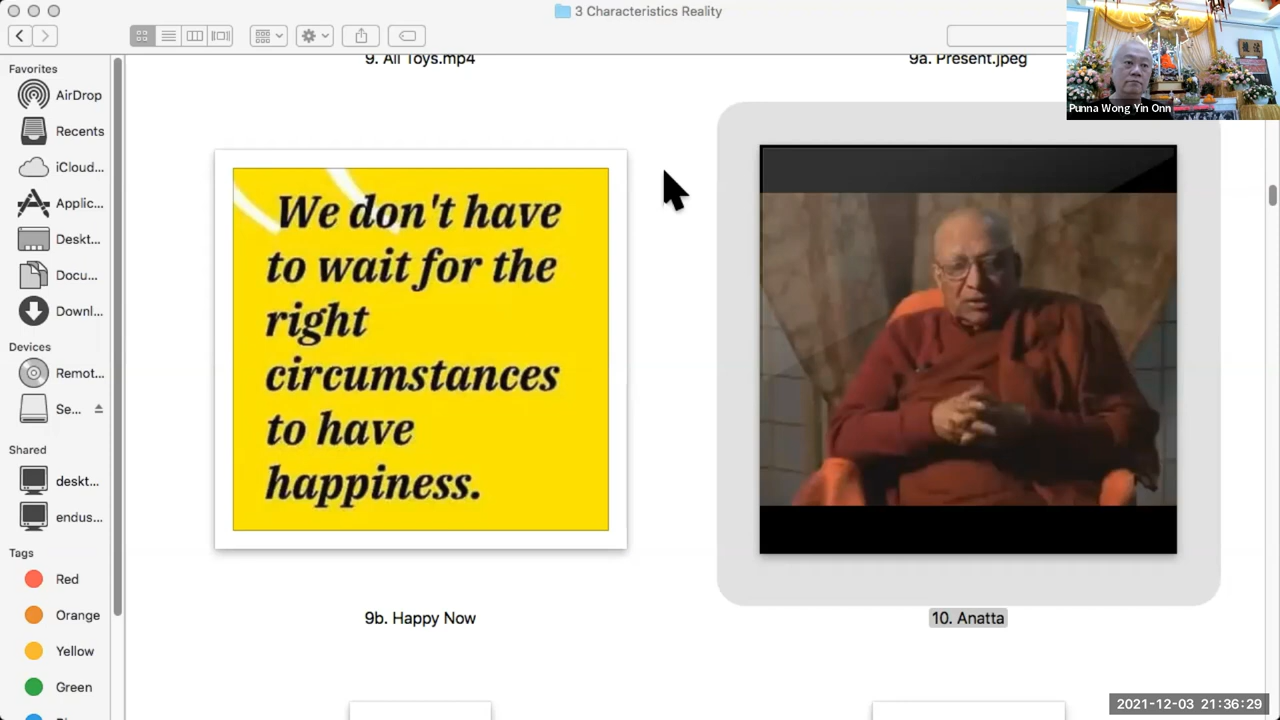 3 Characteristics Reality
Favorites
AirDrop
Recents
iCloud...
Applic...
Deskt...
Docu...
Downl...
Devices
Remot...
Se...
Shared
deskt...
endus...
Tags
Red
Orange
Yellow
Green
9. All Toys.mp4
9a. Present.jpeg
We don't have
to wait for the
right
circumstances
to have
happiness.
9b. Happy Now
10. Anatta
Punna Wong Yin Onn
2021-12-03 21:36:29